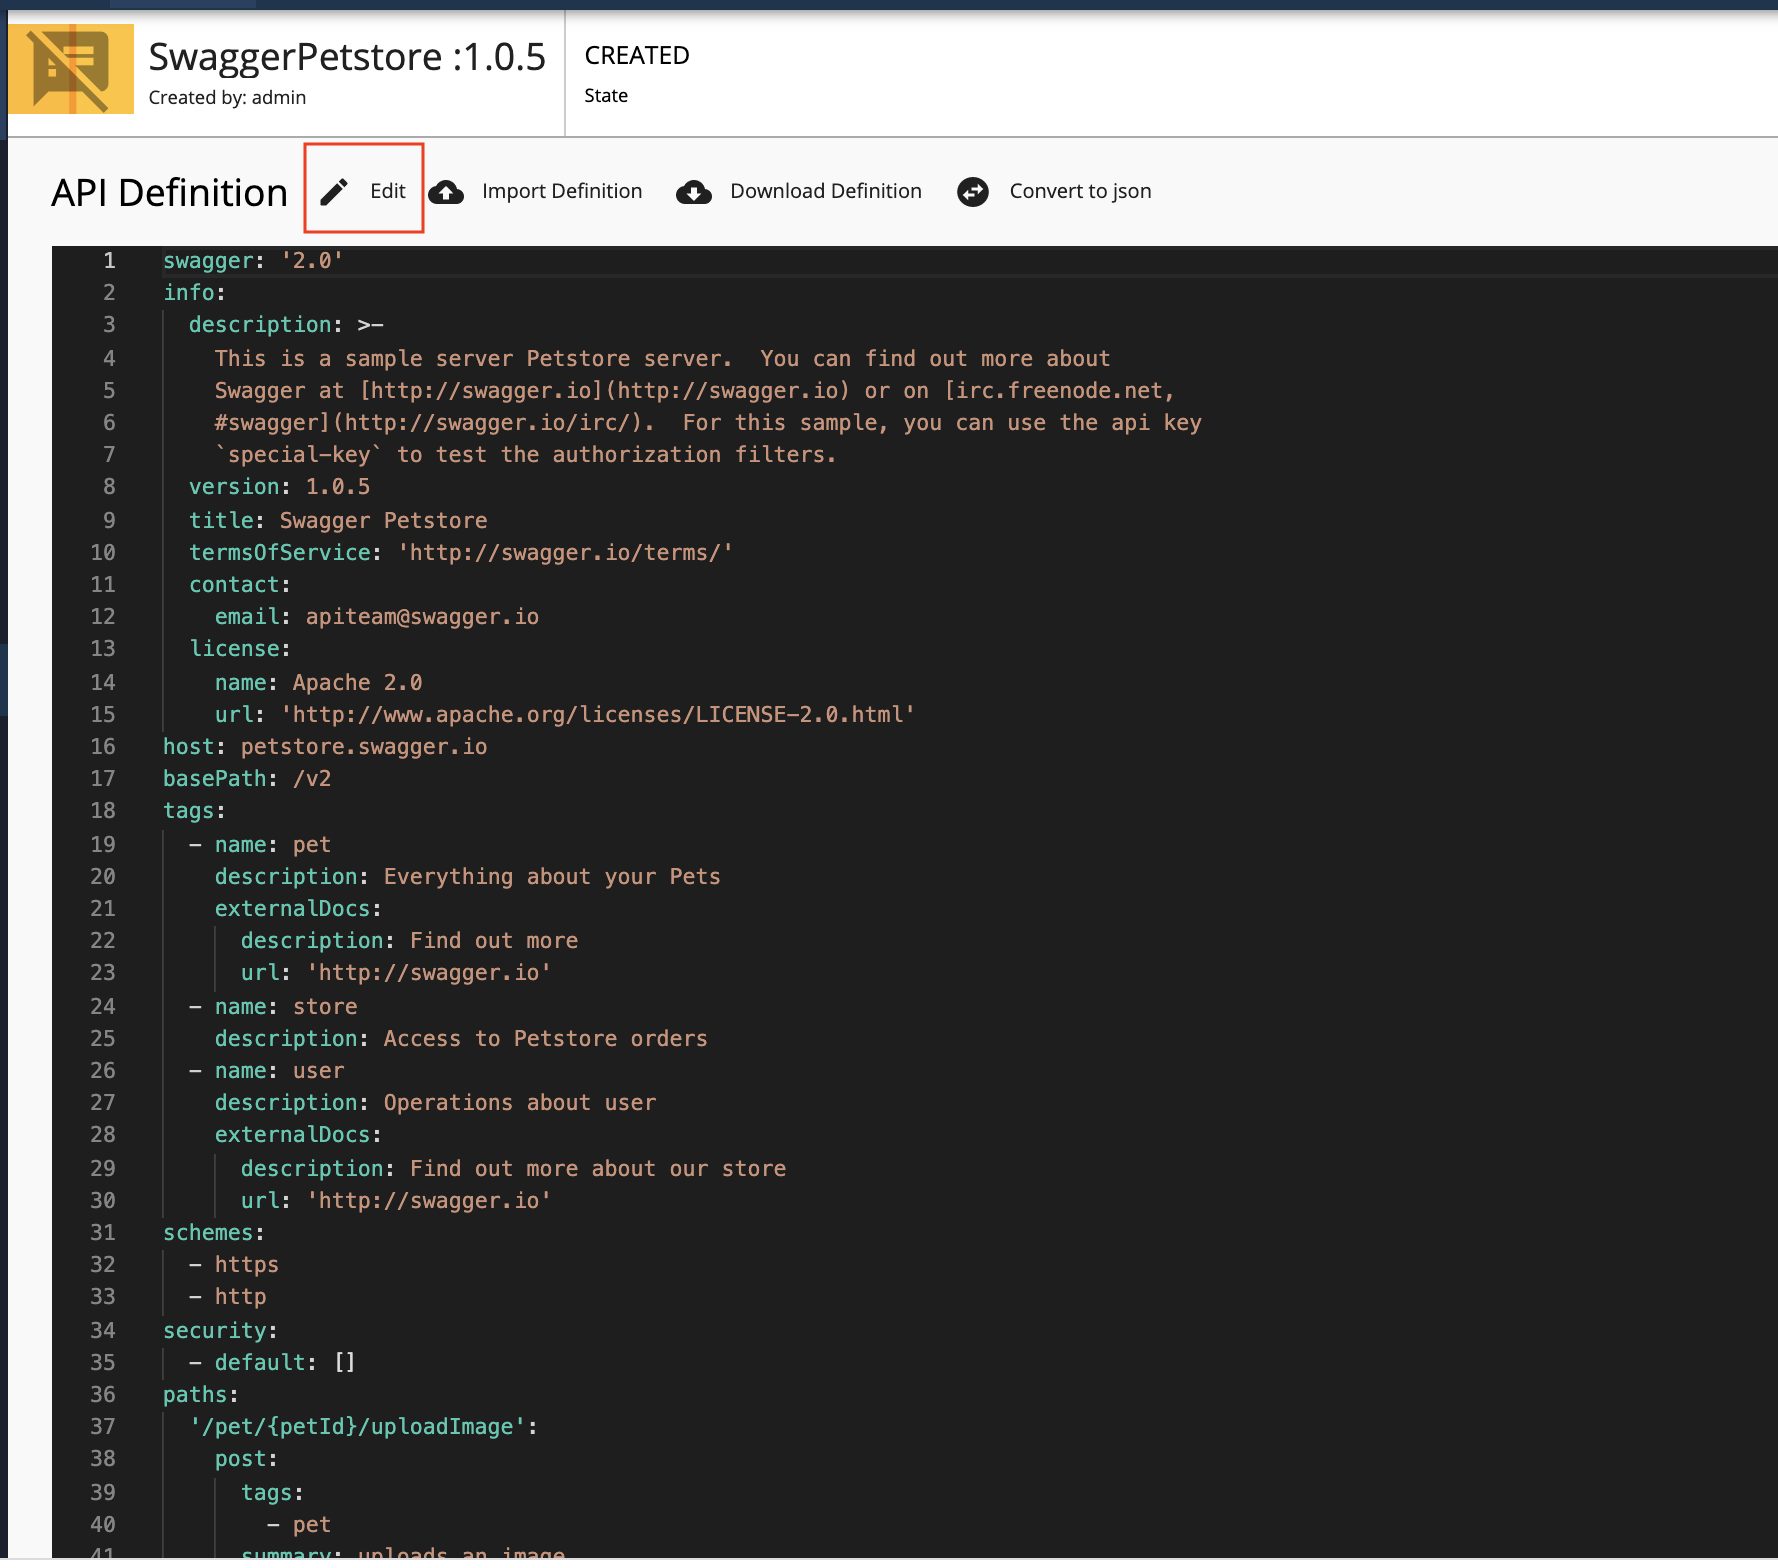 SwaggerPetstore :1.0.5
Created by: admin
CREATED
State
API Definition
Edit
Import Definition
Download Definition
Convert to json
1 swagger: '2.0'
2 info:
3 description: >-
4 This is a sample server Petstore server.  You can find out more about
5 Swagger at [http://swagger.io](http://swagger.io) or on [irc.freenode.net,
6 #swagger](http://swagger.io/irc/).  For this sample, you can use the api key
7 `special-key` to test the authorization filters.
8 version: 1.0.5
9 title: Swagger Petstore
10 termsOfService: 'http://swagger.io/terms/'
11 contact:
12 email: apiteam@swagger.io
13 license:
14 name: Apache 2.0
15 url: 'http://www.apache.org/licenses/LICENSE-2.0.html'
16 host: petstore.swagger.io
17 basePath: /v2
18 tags:
19 - name: pet
20 description: Everything about your Pets
21 externalDocs:
22 description: Find out more
23 url: 'http://swagger.io'
24 - name: store
25 description: Access to Petstore orders
26 - name: user
27 description: Operations about user
28 externalDocs:
29 description: Find out more about our store
30 url: 'http://swagger.io'
31 schemes:
32 - https
33 - http
34 security:
35 - default: []
36 paths:
37 '/pet/{petId}/uploadImage':
38 post:
39 tags:
40 - pet
41 summary: uploads an image